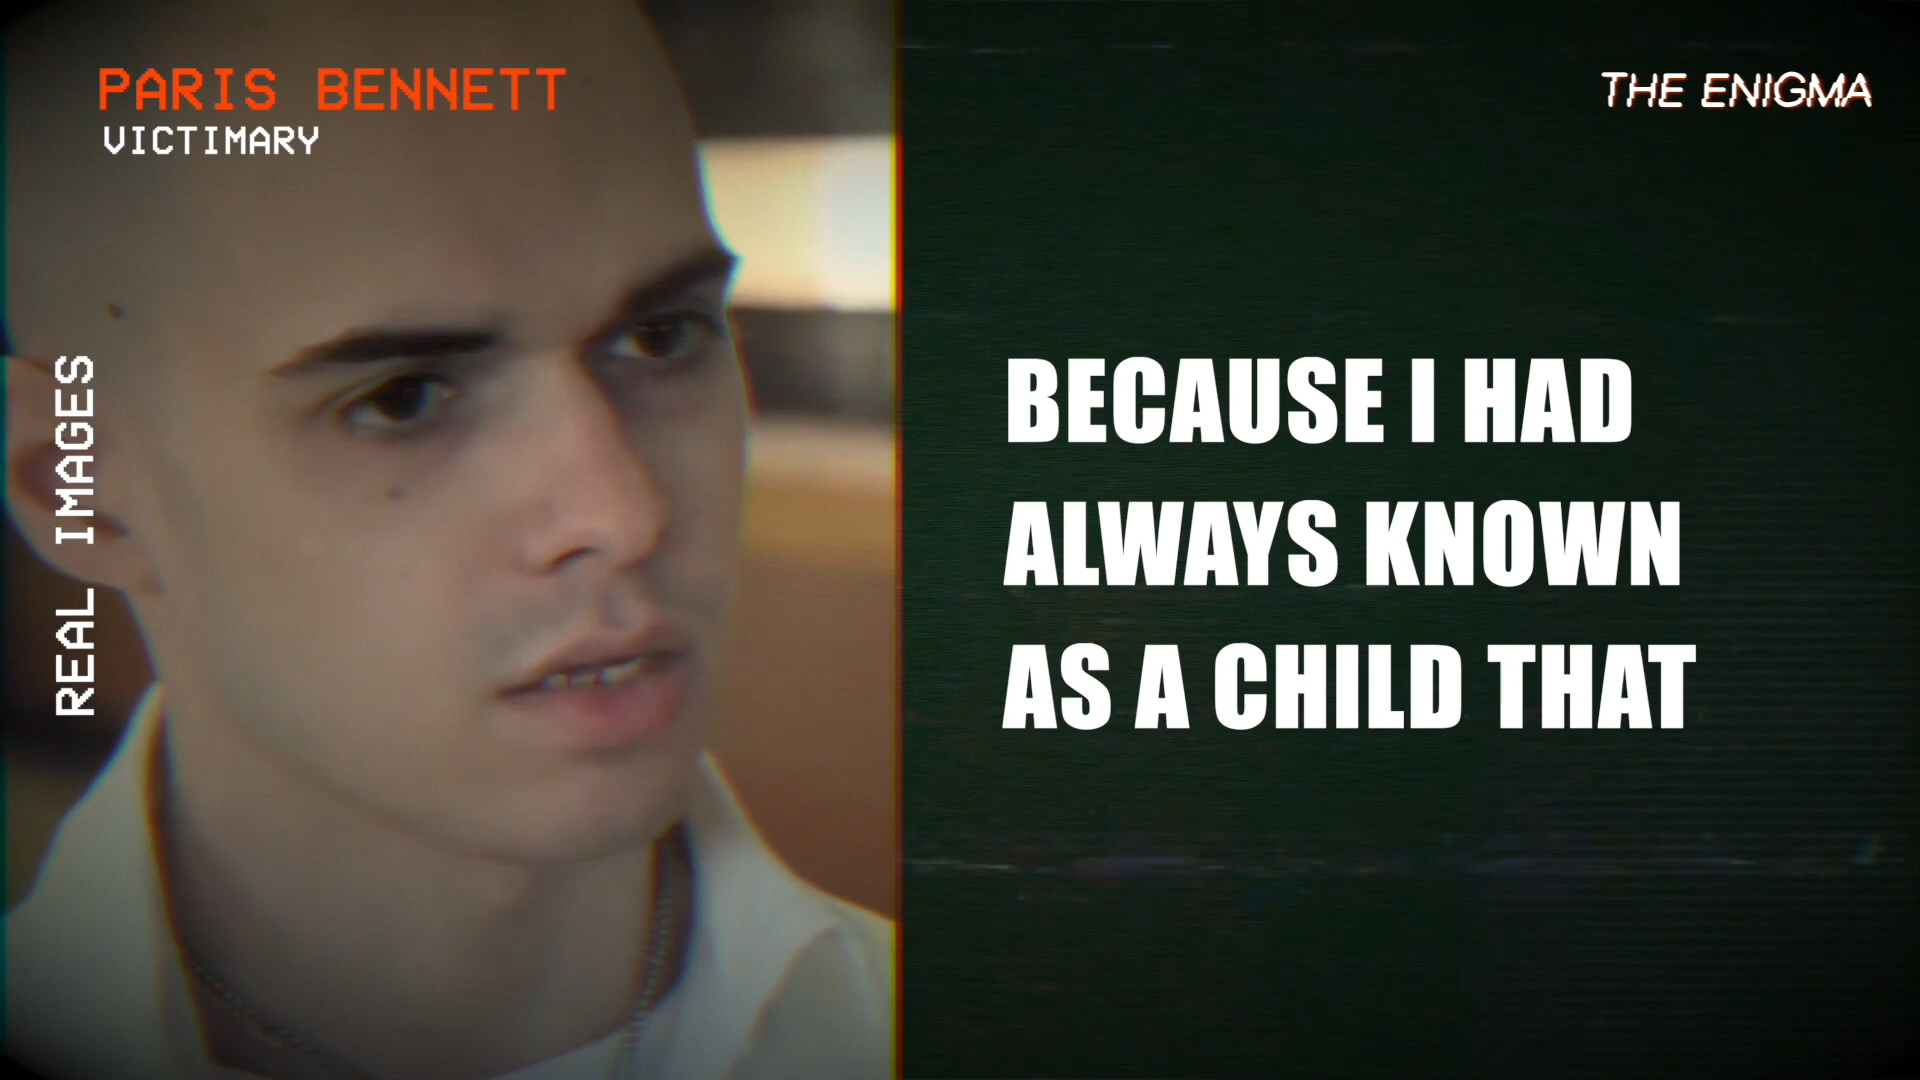 PARIS BENNETT
VICTIMARY
THE ENIGMA
REAL IMAGES
BECAUSE I HAD
ALWAYS KNOWN
AS A CHILD THAT